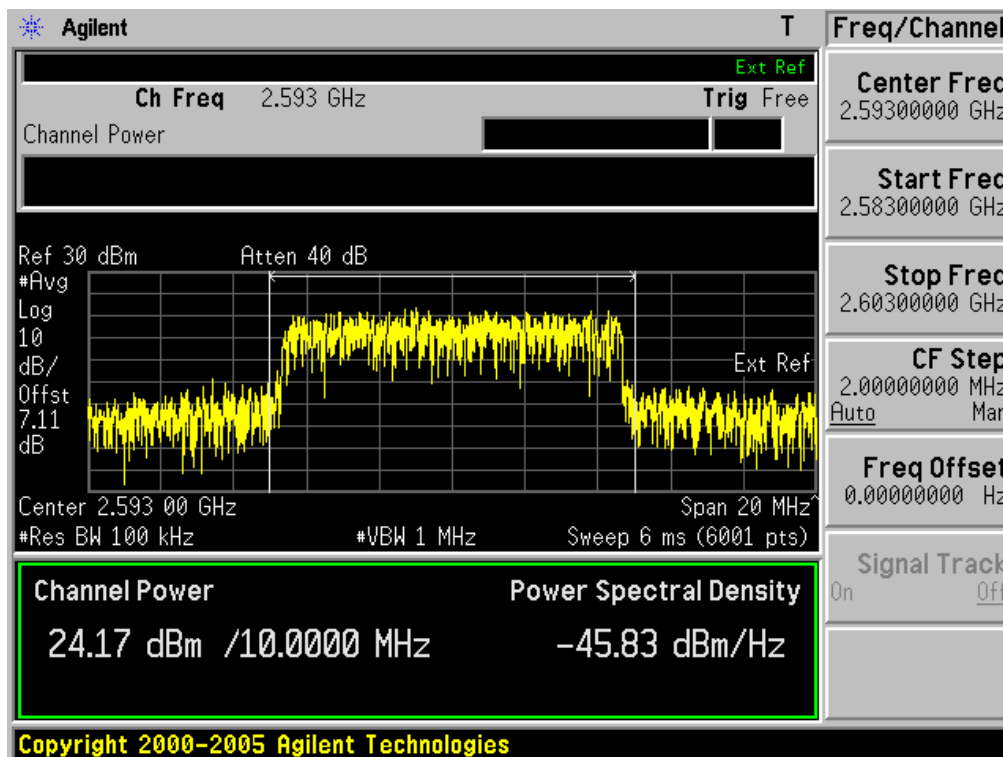 Agilent T
Ext Ref
Ch Freq 2.593 GHz Trig Free
Channel Power
Ref 30 dBm Atten 40 dB
#Avg
Log
10
dB/
Offst
7.11
dB
Ext Ref
Center 2.593 00 GHz Span 20 MHz^
#Res BW 100 kHz #VBW 1 MHz Sweep 6 ms (6001 pts)
Channel Power Power Spectral Density
24.17 dBm /10.0000 MHz -45.83 dBm/Hz
Copyright 2000-2005 Agilent Technologies
Freq/Channel
Center Freq
2.59300000 GHz
Start Freq
2.58300000 GHz
Stop Freq
2.60300000 GHz
CF Step
2.00000000 MHz
Auto Man
Freq Offset
0.00000000 Hz
Signal Track
On Off